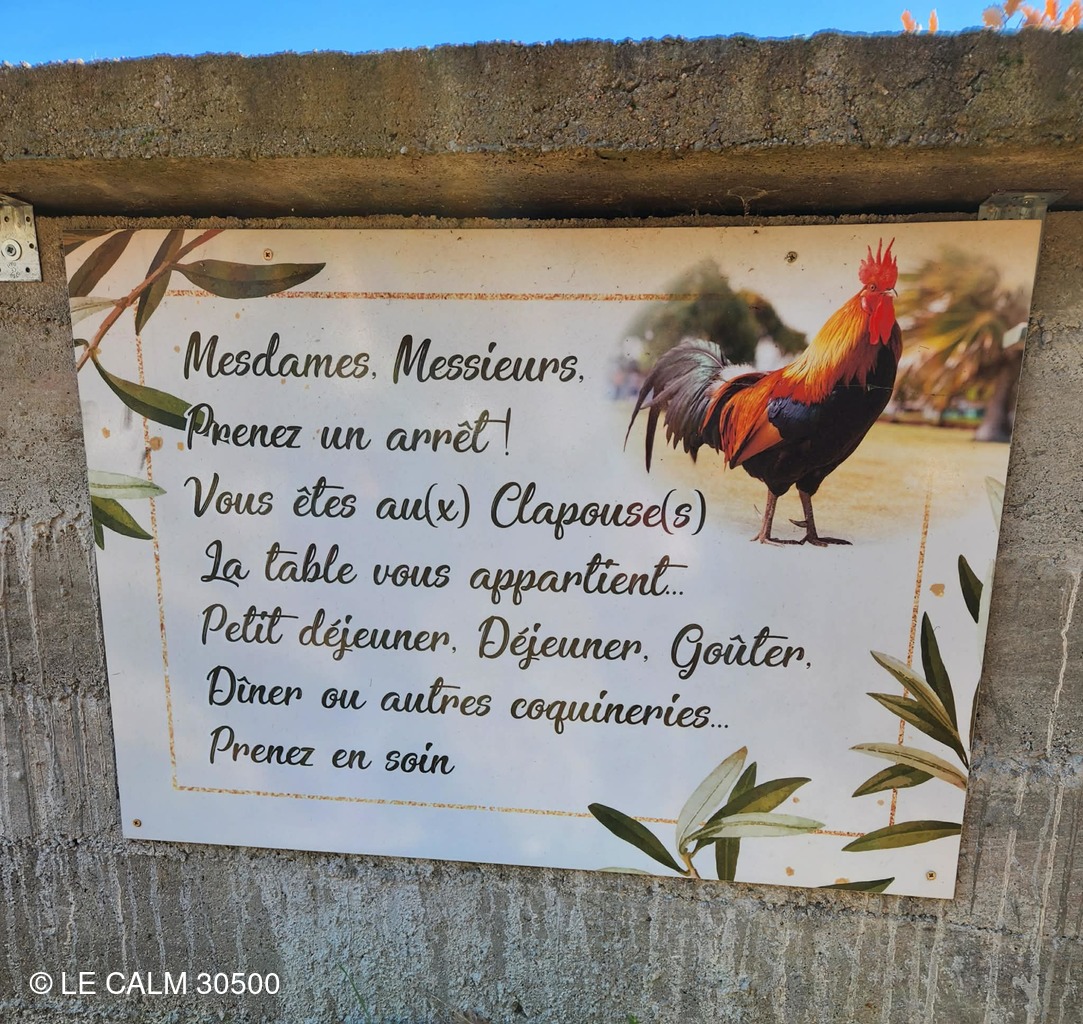 Mesdames, Messieurs,
Prenez un arrêt !
Vous êtes au(x) Clapouse(s)
La table vous appartient...
Petit déjeuner, Déjeuner, Goûter,
Dîner ou autres coquineries...
Prenez en soin
© LE CALM 30500